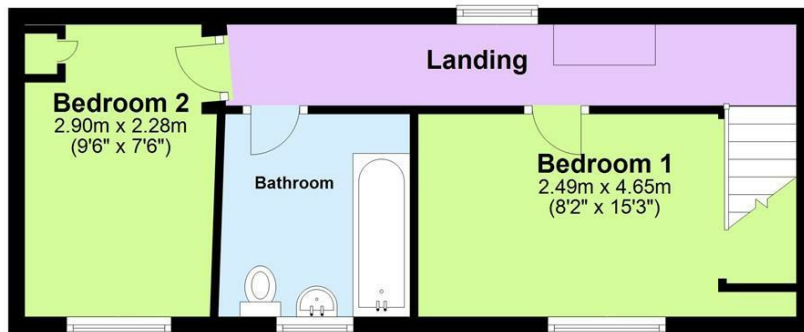 Landing
Bedroom 2
2.90m x 2.28m
(9'6" x 7'6")
Bathroom
Bedroom 1
2.49m x 4.65m
(8'2" x 15'3")